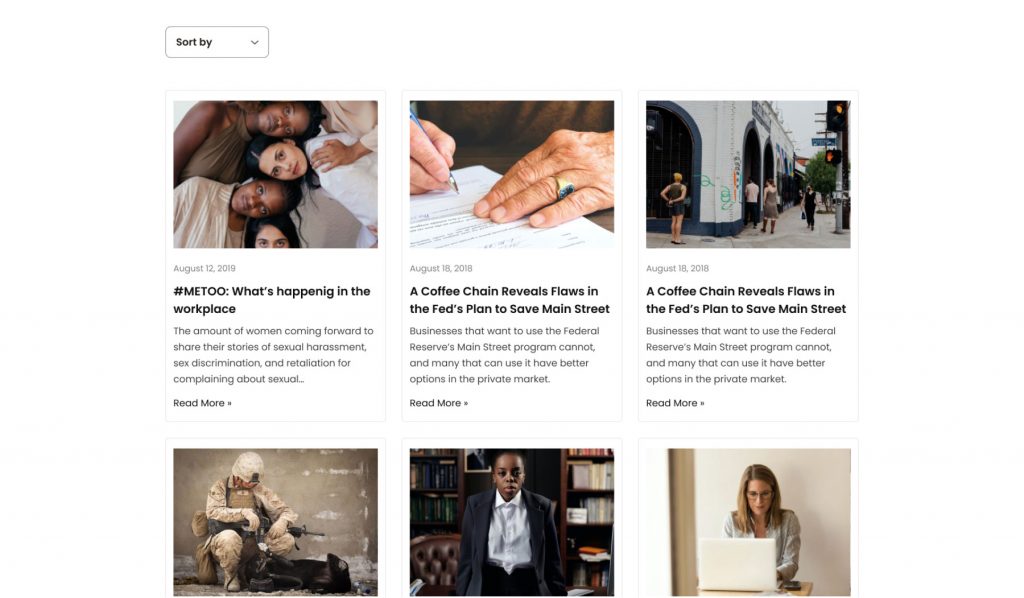 Sort by
August 12, 2019
#METOO: What’s happenig in the
workplace
The amount of women coming forward to
share their stories of sexual harassment,
sex discrimination, and retaliation for
complaining about sexual...
Read More »
August 18, 2018
A Coffee Chain Reveals Flaws in
the Fed’s Plan to Save Main Street
Businesses that want to use the Federal
Reserve’s Main Street program cannot,
and many that can use it have better
options in the private market.
Read More »
August 18, 2018
A Coffee Chain Reveals Flaws in
the Fed’s Plan to Save Main Street
Businesses that want to use the Federal
Reserve’s Main Street program cannot,
and many that can use it have better
options in the private market.
Read More »